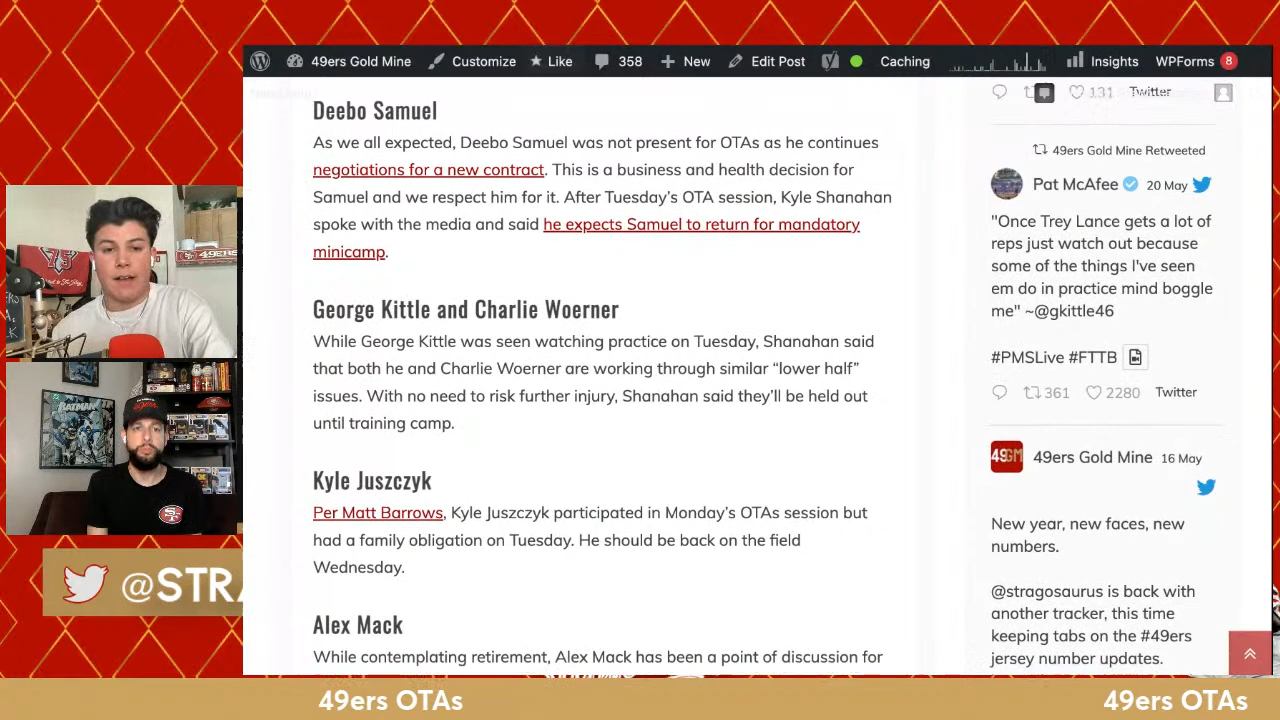 49ers Gold Mine Customize Like 358 New Edit Post Caching Insights WPForms 8
Deebo Samuel
As we all expected, Deebo Samuel was not present for OTAs as he continues
negotiations for a new contract. This is a business and health decision for
Samuel and we respect him for it. After Tuesday’s OTA session, Kyle Shanahan
spoke with the media and said he expects Samuel to return for mandatory
minicamp.
George Kittle and Charlie Woerner
While George Kittle was seen watching practice on Tuesday, Shanahan said
that both he and Charlie Woerner are working through similar “lower half”
issues. With no need to risk further injury, Shanahan said they’ll be held out
until training camp.
Kyle Juszczyk
Per Matt Barrows, Kyle Juszczyk participated in Monday’s OTAs session but
had a family obligation on Tuesday. He should be back on the field
Wednesday.
Alex Mack
While contemplating retirement, Alex Mack has been a point of discussion for
131 Twitter
49ers Gold Mine Retweeted
Pat McAfee 20 May
"Once Trey Lance gets a lot of
reps just watch out because
some of the things I've seen
em do in practice mind boggle
me" ~@gkittle46
#PMSLive #FTTB
361 2280 Twitter
49GM
49ers Gold Mine 16 May
New year, new faces, new
numbers.
@stragosaurus is back with
another tracker, this time
keeping tabs on the #49ers
jersey number updates.
49ERS
BATMAN
SF
@STRA
49ers OTAs
49ers OTAs